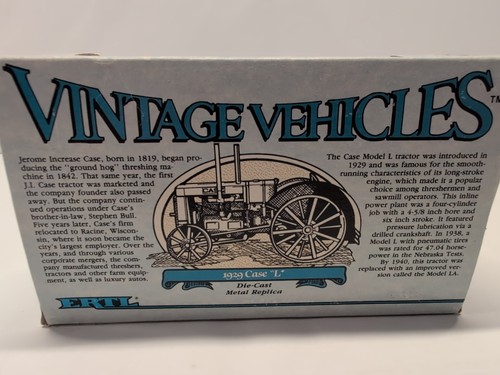 VINTAGE VEHICLES™
Jerome Increase Case, born in 1819, began pro-
ducing the "ground hog" threshing ma-
chine in 1842. That same year, the first
J.I. Case tractor was marketed and
the company founder also passed
away. But the company contin-
ued operations under Case's
brother-in-law, Stephen Bull.
Five years later, Case's firm
relocated to Racine, Wiscon-
sin, where it soon became the
city's largest employer. Over the
years, and through various
corporate mergers, the com-
pany manufactured threshers,
tractors and other farm equip-
ment, as well as luxury autos.
ERTL
CASE
1929 Case "L"
Die-Cast
Metal Replica
The Case Model L tractor was introduced in
1929 and was famous for the smooth-
running characteristics of its long-stroke
engine, which made it a popular
choice among threshermen and
sawmill operators. This inline
power plant was a four-cylinder
job with a 4-5/8 inch bore and
six inch stroke. It featured
pressure lubrication via a
drilled crankshaft. In 1938, a
Model L with pneumatic tires
was rated for 47.04 horse-
power in the Nebraska Tests.
By 1940, this tractor was
replaced with an improved ver-
sion called the Model LA.